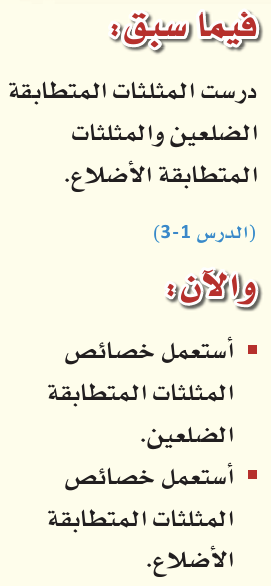 فيما سبق:
درست المثلثات المتطابقة
الضلعين والمثلثات
المتطابقة الأضلاع.
(الدرس 1-3)
والآن:
■ أستعمل خصائص
المثلثات المتطابقة
الضلعين.
■ أستعمل خصائص
المثلثات المتطابقة
الأضلاع.